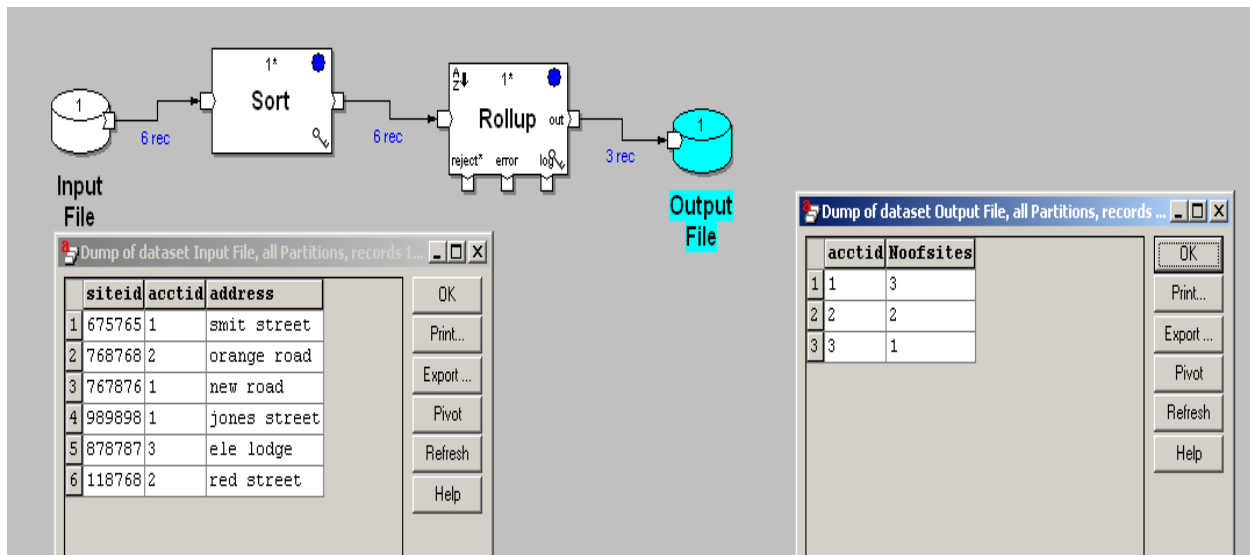 1*
Sort
1
6 rec
Input
File
6 rec
A
Z
1*
Rollup
out
reject*
error
log
3 rec
1
Output
File
Dump of dataset Input File, all Partitions, records 1...
siteid acctid address
1 675765 1 smit street
2 768768 2 orange road
3 767876 1 new road
4 989898 1 jones street
5 878787 3 ele lodge
6 118768 2 red street
OK
Print...
Export ...
Pivot
Refresh
Help
Dump of dataset Output File, all Partitions, records ...
acctid Noofsites
1 1 3
2 2 2
3 3 1
OK
Print...
Export ...
Pivot
Refresh
Help